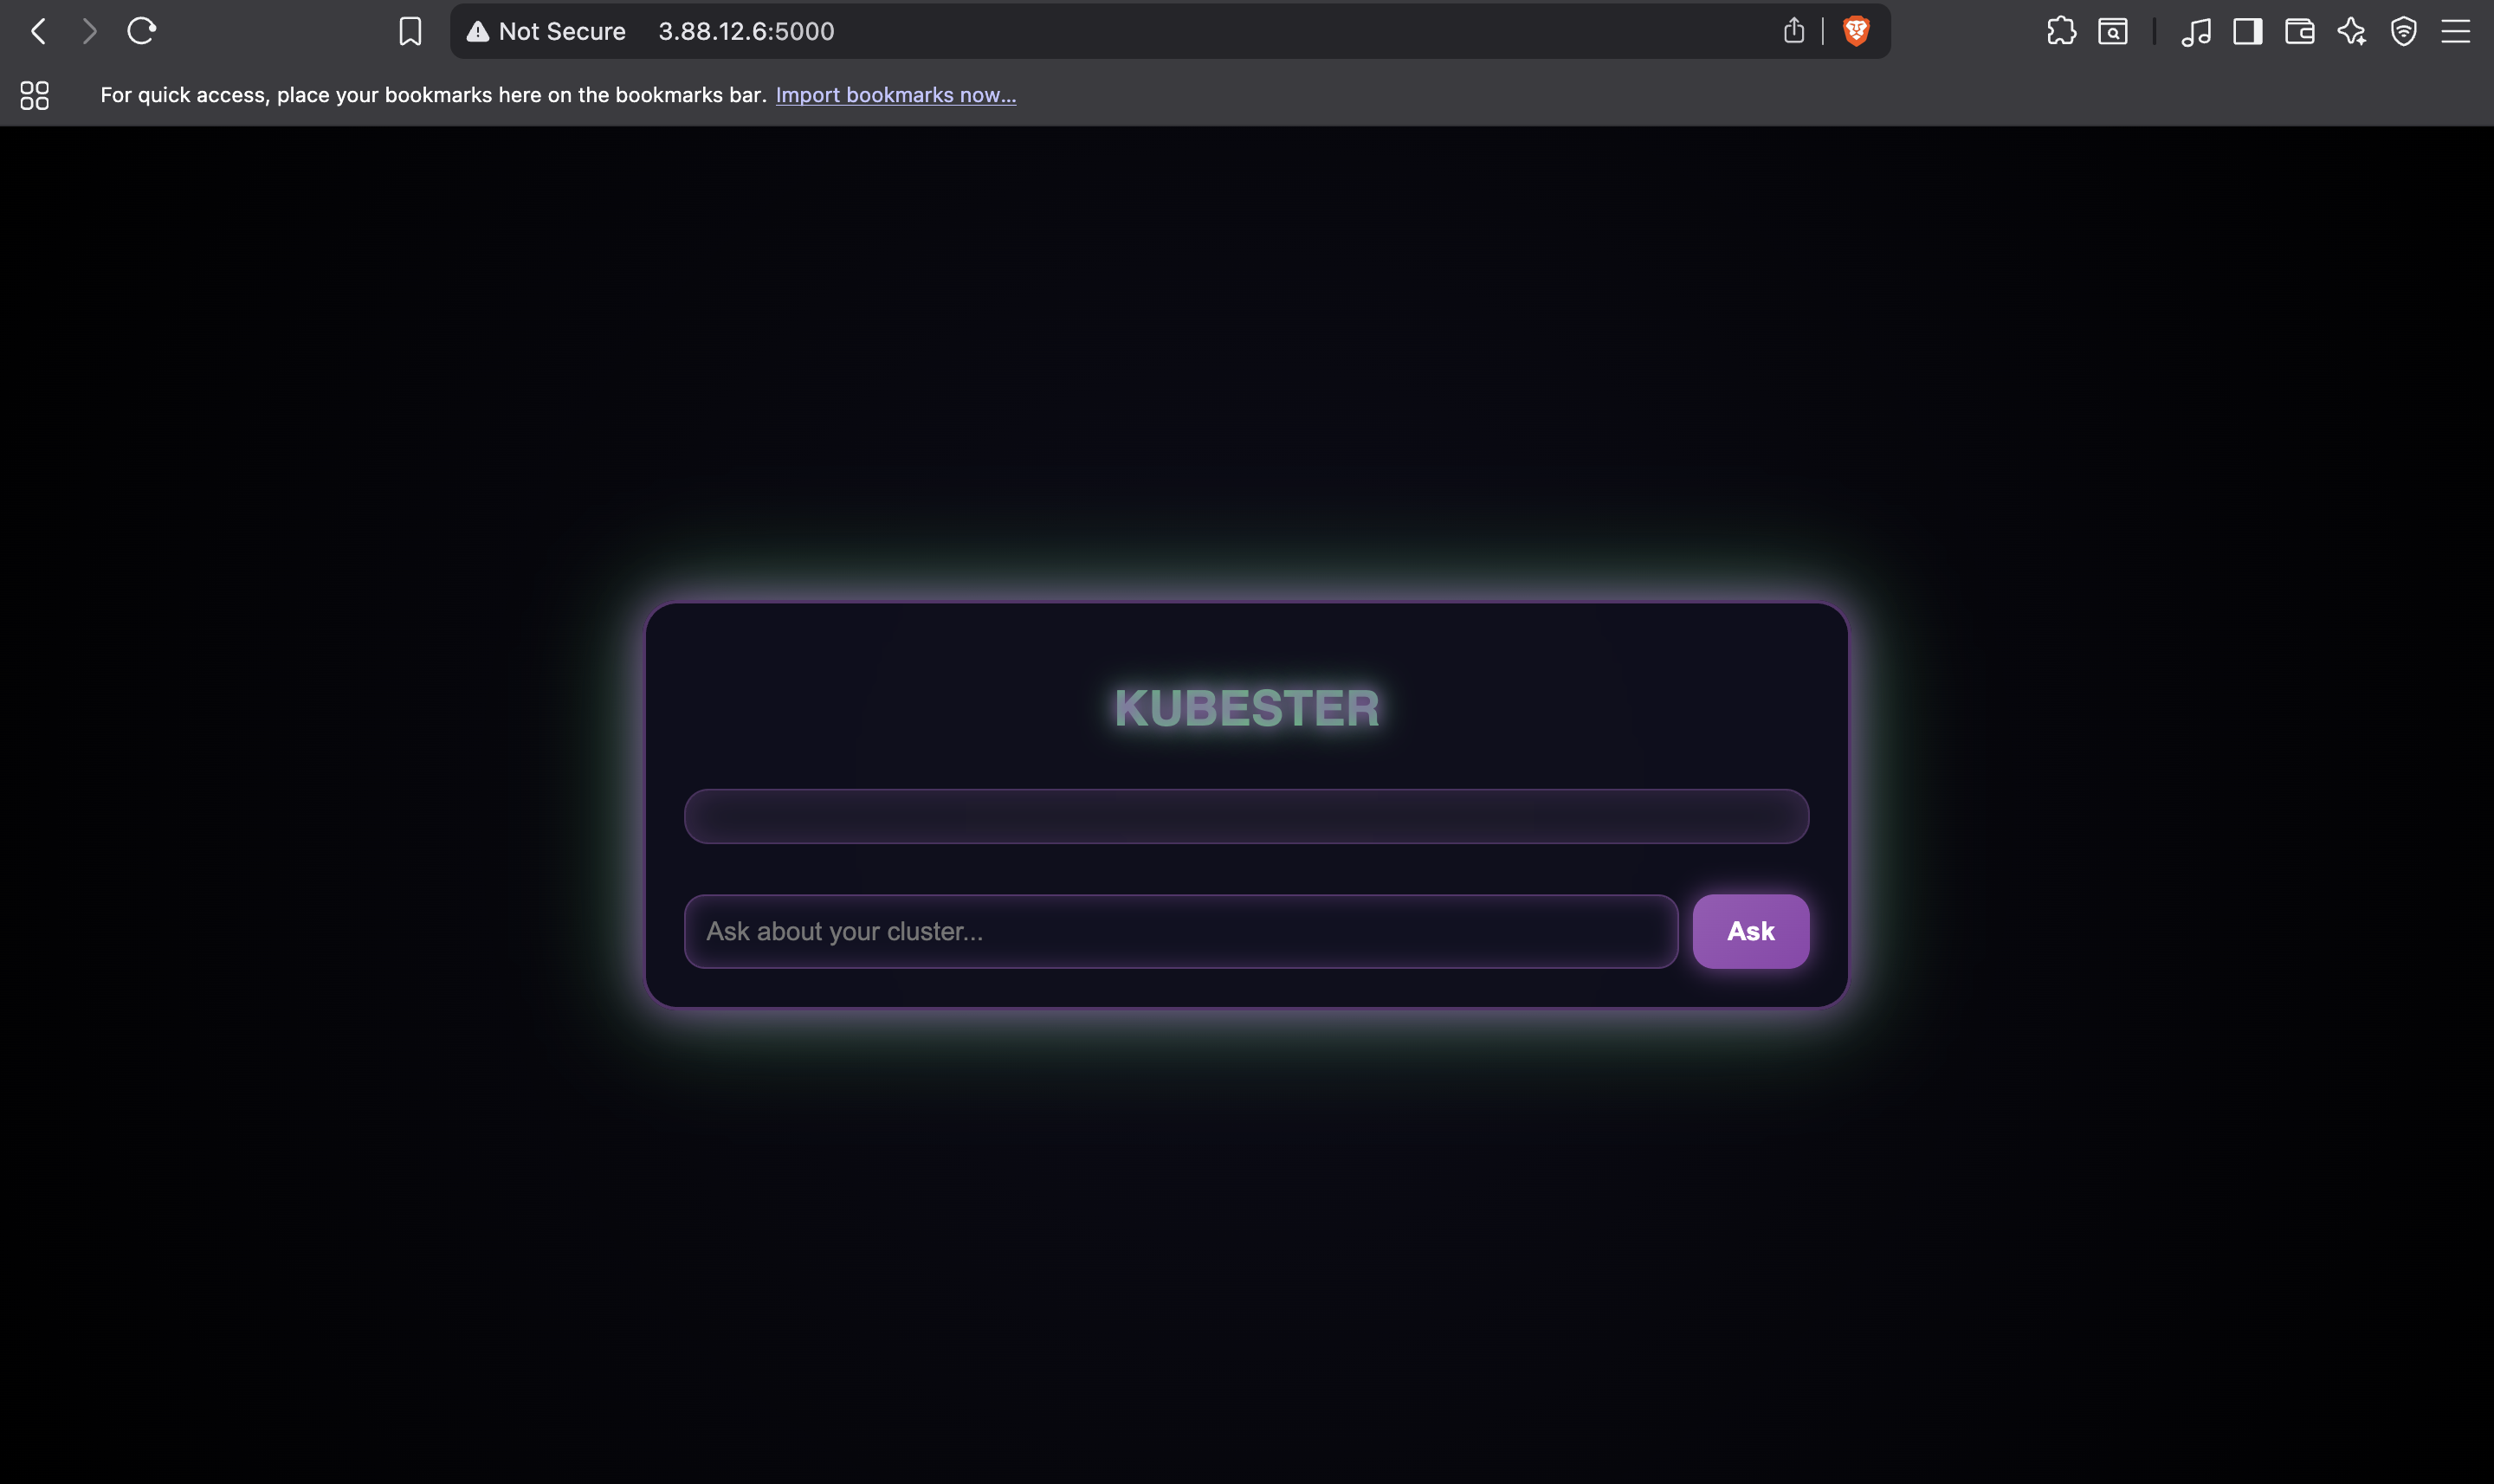 Not Secure 3.88.12.6:5000
For quick access, place your bookmarks here on the bookmarks bar. Import bookmarks now...
KUBESTER
Ask about your cluster...
Ask